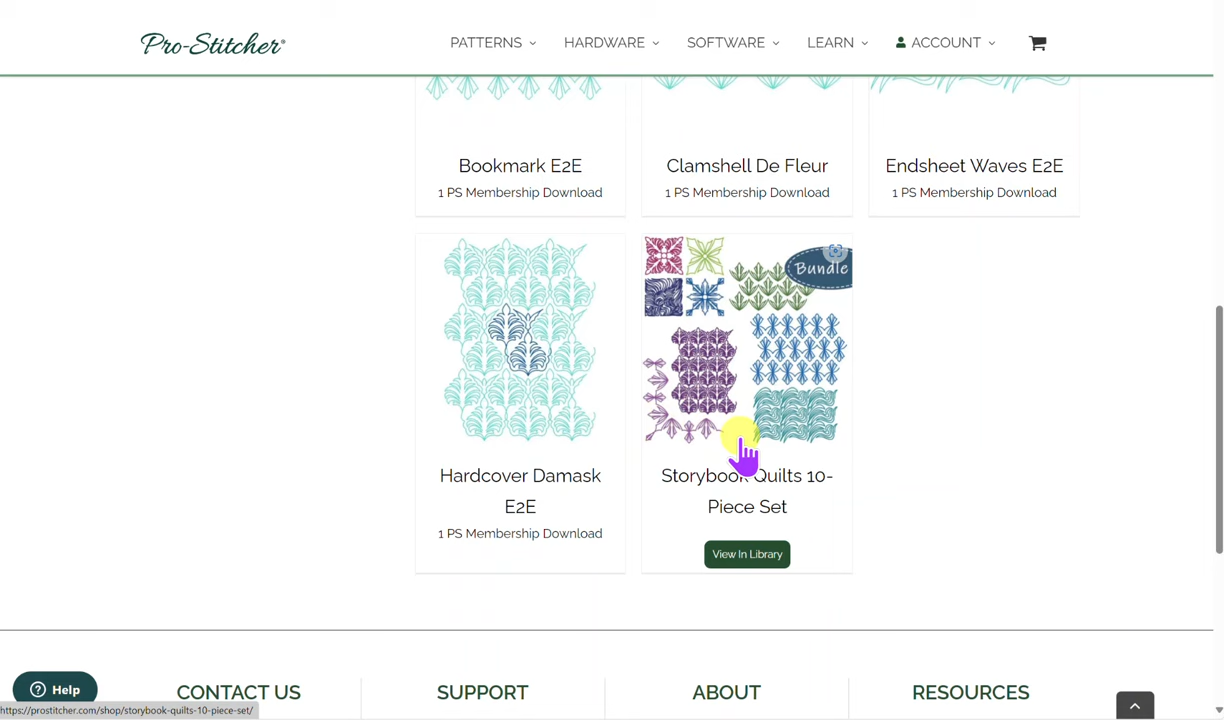 Pro-Stitcher®
PATTERNS
HARDWARE
SOFTWARE
LEARN
ACCOUNT
Bookmark E2E
1 PS Membership Download
Clamshell De Fleur
1 PS Membership Download
Endsheet Waves E2E
1 PS Membership Download
Bundle
Hardcover Damask
E2E
1 PS Membership Download
Storybook Quilts 10-
Piece Set
View In Library
Help
CONTACT US
SUPPORT
ABOUT
RESOURCES
https://prostitcher.com/shop/storybook-quilts-10-piece-set/